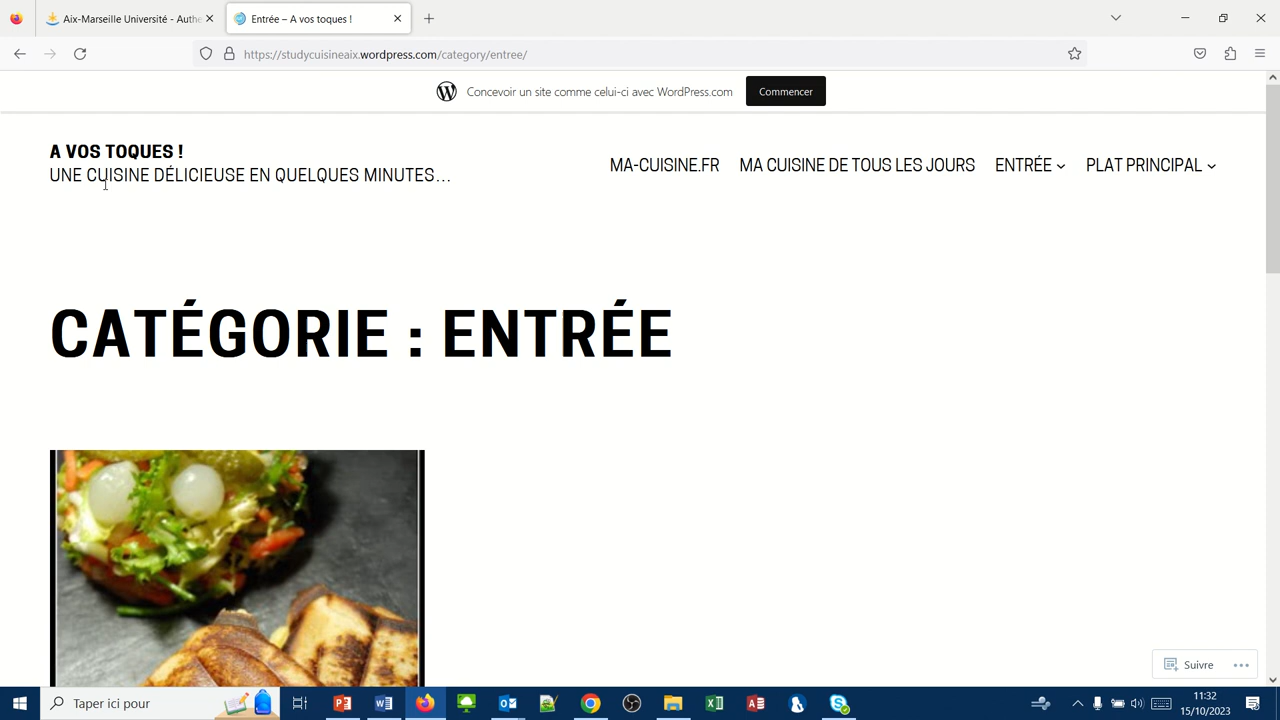 Aix-Marseille Université - Authe
Entrée – A vos toques !
https://studycuisineaix.wordpress.com/category/entree/
Concevoir un site comme celui-ci avec WordPress.com
Commencer
A VOS TOQUES !
UNE CUISINE DÉLICIEUSE EN QUELQUES MINUTES...
MA-CUISINE.FR MA CUISINE DE TOUS LES JOURS ENTRÉE PLAT PRINCIPAL
CATÉGORIE : ENTRÉE
Suivre
Taper ici pour
11:32
15/10/2023